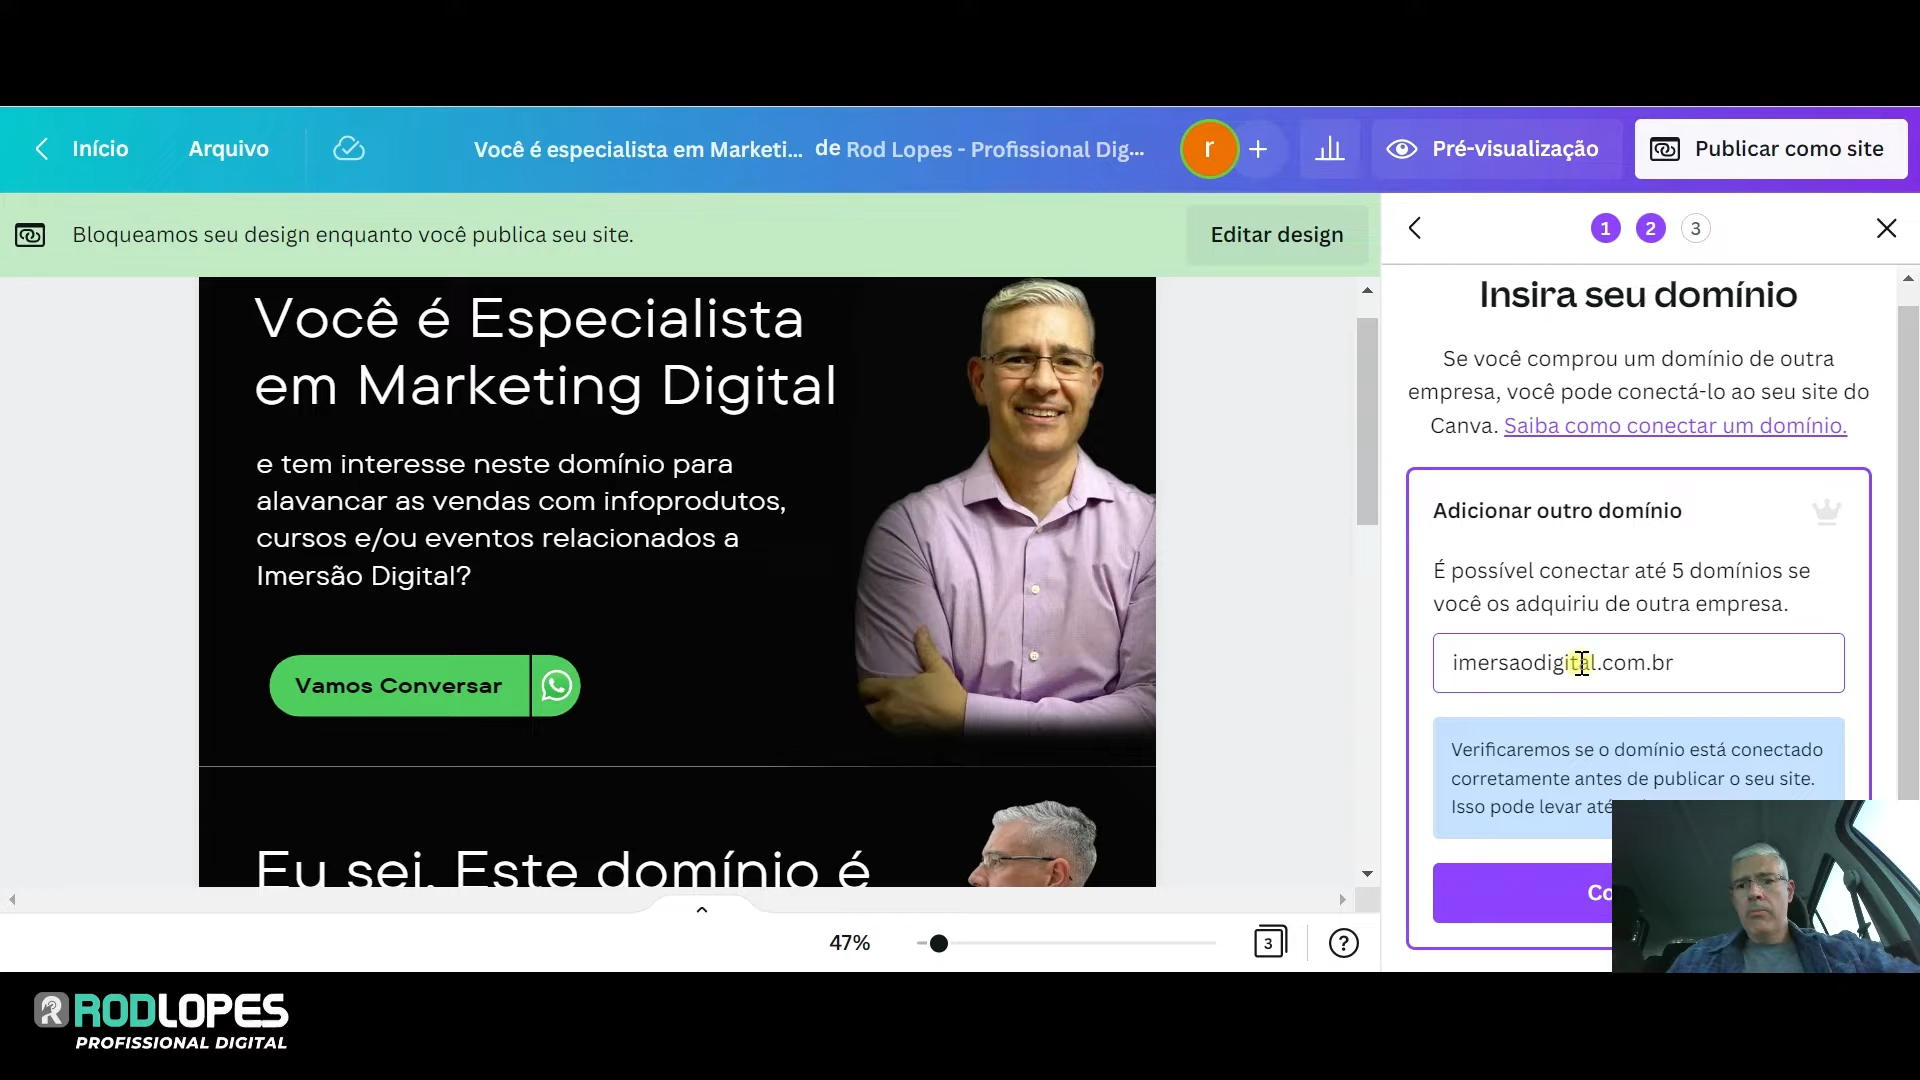 Início
Arquivo
Você é especialista em Marketi... de Rod Lopes - Profissional Dig...
r
Pré-visualização
Publicar como site
Bloqueamos seu design enquanto você publica seu site.
Editar design
1 2 3
Você é Especialista
em Marketing Digital
e tem interesse neste domínio para
alavancar as vendas com infoprodutos,
cursos e/ou eventos relacionados a
Imersão Digital?
Vamos Conversar
Eu sei. Este domínio é
47%
3
?
Insira seu domínio
Se você comprou um domínio de outra
empresa, você pode conectá-lo ao seu site do
Canva. Saiba como conectar um domínio.
Adicionar outro domínio
É possível conectar até 5 domínios se
você os adquiriu de outra empresa.
imersaodigital.com.br
Verificaremos se o domínio está conectado
corretamente antes de publicar o seu site.
Isso pode levar até
R RODLOPES
PROFISSIONAL DIGITAL